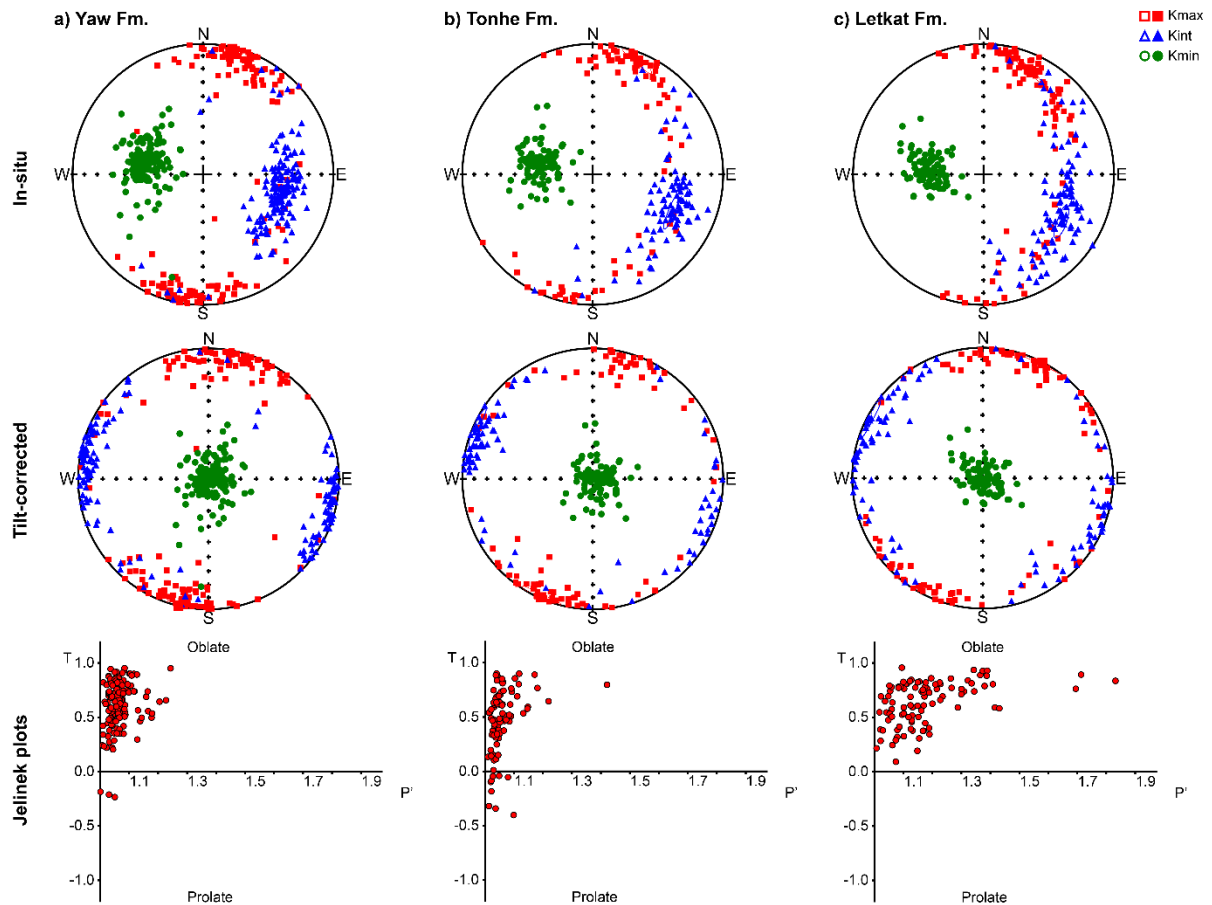 a) Yaw Fm.
b) Tonhe Fm.
c) Letkat Fm.
Kmax
Kint
Kmin
In-situ
N
W
E
S
N
W
E
S
N
W
E
S
Tilt-corrected
N
W
E
S
N
W
E
S
N
W
E
S
Jelinek plots
T
Oblate
1.0
0.5
0.0
-0.5
-1.0
1.1 1.3 1.5 1.7 1.9
P'
Prolate
T
Oblate
1.0
0.5
0.0
-0.5
-1.0
1.1 1.3 1.5 1.7 1.9
P'
Prolate
T
Oblate
1.0
0.5
0.0
-0.5
-1.0
1.1 1.3 1.5 1.7 1.9
P'
Prolate